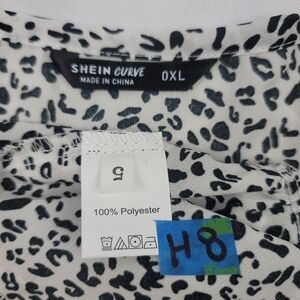 SHEIN CURVE 0XL
MADE IN CHINA
5
100% Polyester
H8